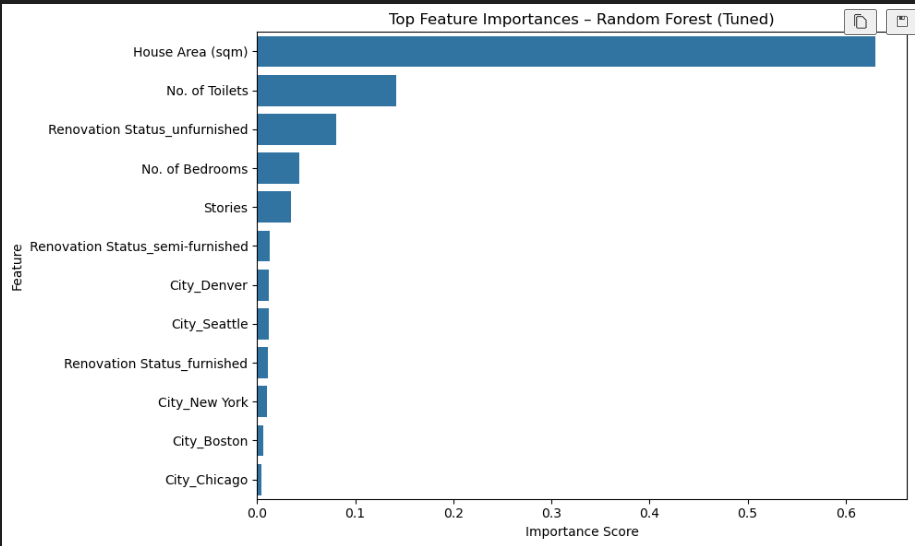 Top Feature Importances – Random Forest (Tuned)
House Area (sqm)
No. of Toilets
Renovation Status_unfurnished
No. of Bedrooms
Stories
Renovation Status_semi-furnished
City_Denver
City_Seattle
Renovation Status_furnished
City_New York
City_Boston
City_Chicago
Feature
0.0 0.1 0.2 0.3 0.4 0.5 0.6
Importance Score